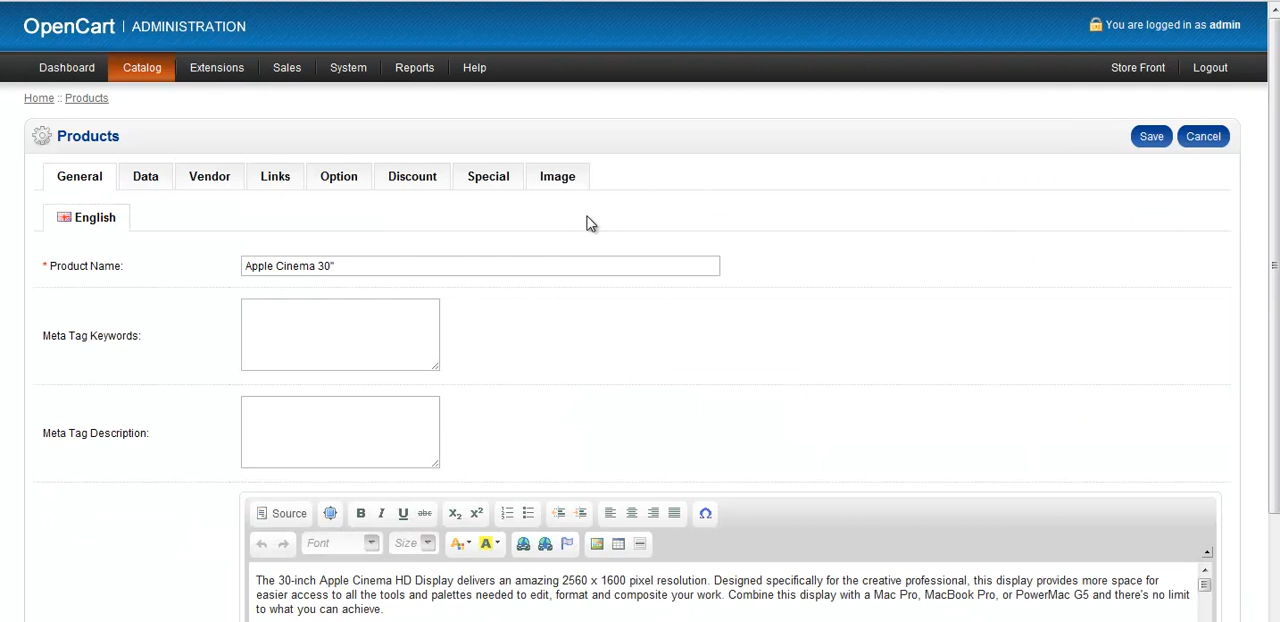 OpenCart | ADMINISTRATION
You are logged in as admin
Dashboard Catalog Extensions Sales System Reports Help Store Front Logout
Home :: Products
Products
Save Cancel
General Data Vendor Links Option Discount Special Image
English
* Product Name: Apple Cinema 30"
Meta Tag Keywords:
Meta Tag Description:
Source B I U abc X2 X2 Ω
Font Size A A
The 30-inch Apple Cinema HD Display delivers an amazing 2560 x 1600 pixel resolution. Designed specifically for the creative professional, this display provides more space for
easier access to all the tools and palettes needed to edit, format and composite your work. Combine this display with a Mac Pro, MacBook Pro, or PowerMac G5 and there's no limit
to what you can achieve.